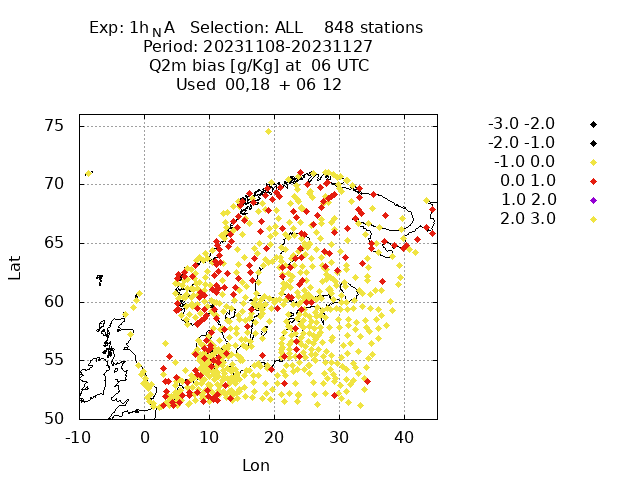 Exp: 1h_N A Selection: ALL 848 stations
Period: 20231108-20231127
Q2m bias [g/Kg] at 06 UTC
Used 00,18 + 06 12
-3.0 -2.0
-2.0 -1.0
-1.0 0.0
0.0 1.0
1.0 2.0
2.0 3.0
75
70
65
60
55
50
Lat
-10 0 10 20 30 40
Lon